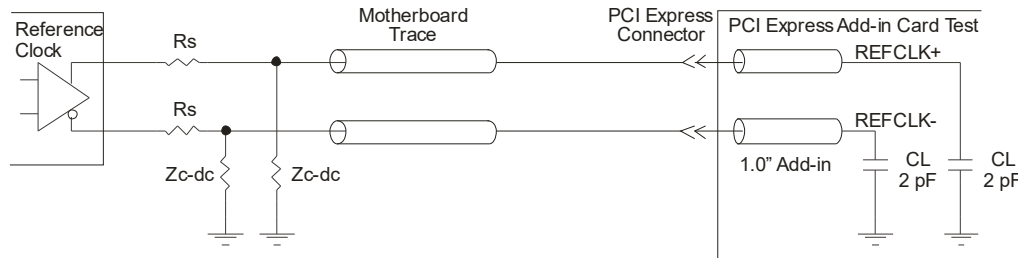 Reference
Clock
Rs
Rs
Zc-dc
Zc-dc
Motherboard
Trace
PCI Express
Connector
PCI Express Add-in Card Test
REFCLK+
REFCLK-
1.0” Add-in
CL
2 pF
CL
2 pF